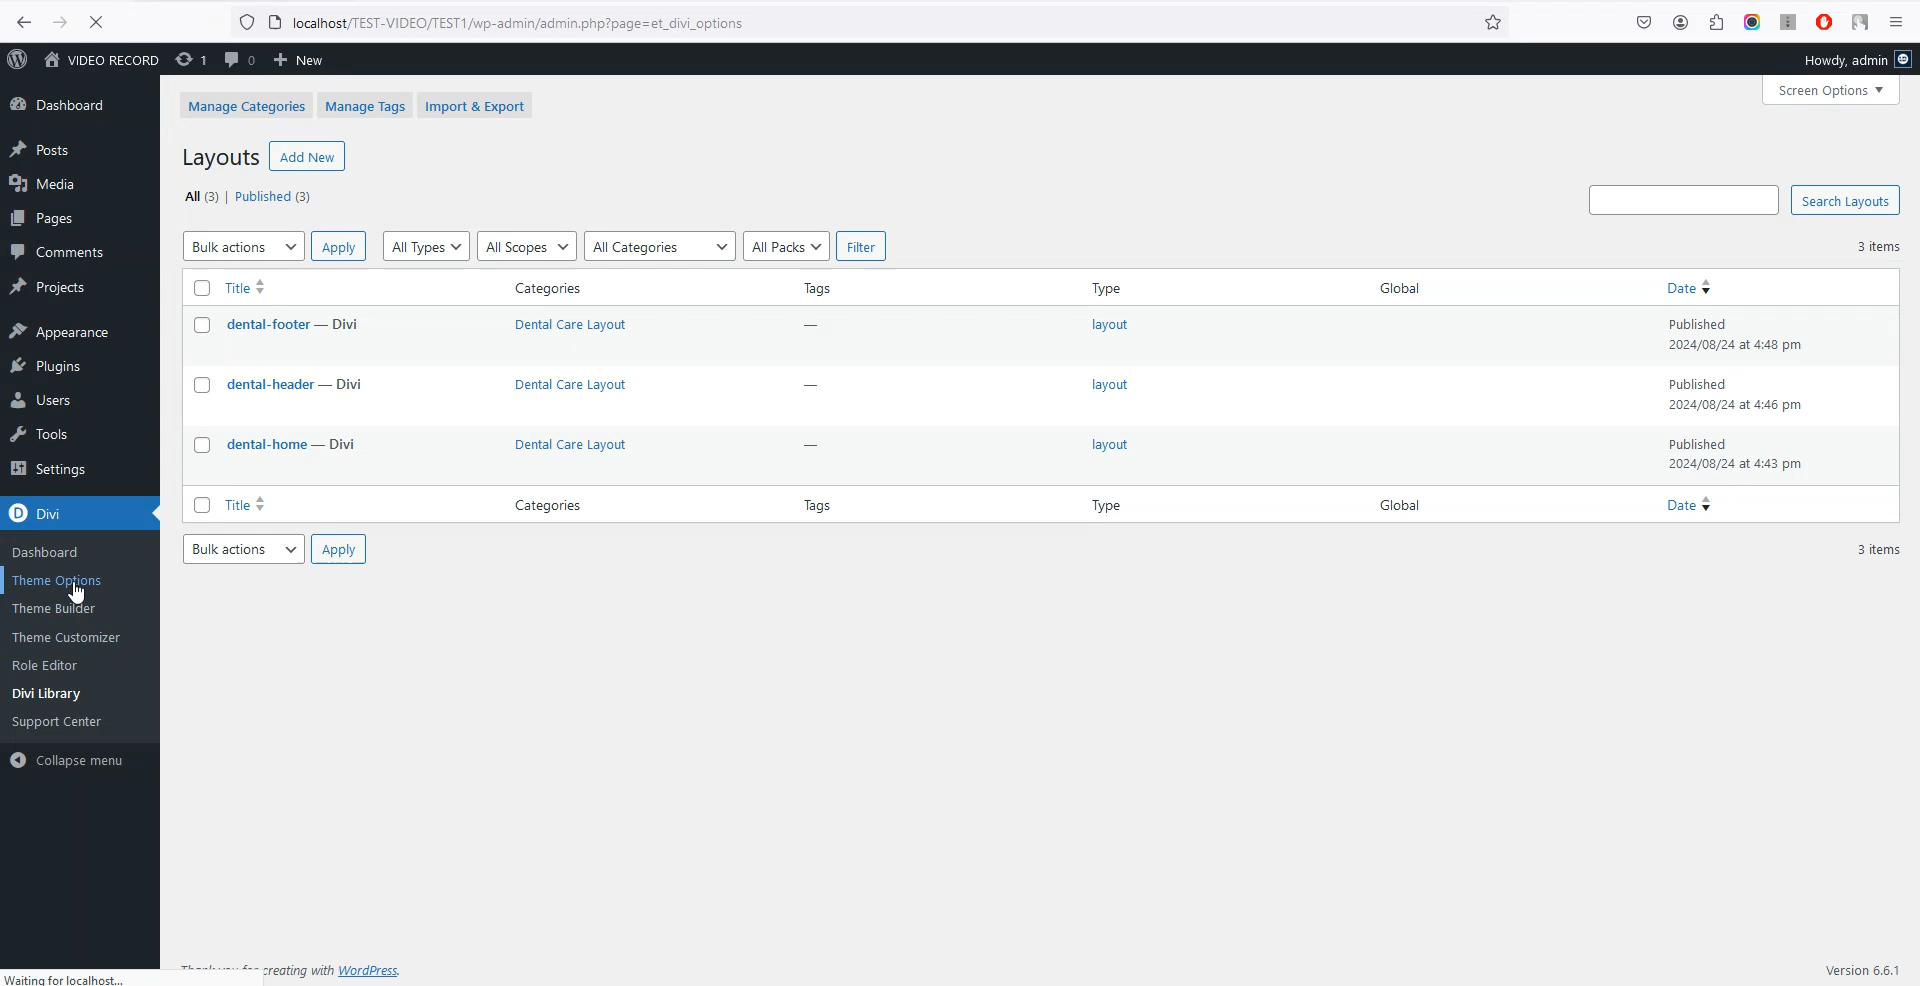 localhost/TEST-VIDEO/TEST1/wp-admin/admin.php?page=et_divi_options
VIDEO RECORD 1 0 New
Howdy, admin
Dashboard
Posts
Media
Pages
Comments
Projects
Appearance
Plugins
Users
Tools
Settings
Divi
Dashboard
Theme Options
Theme Builder
Theme Customizer
Role Editor
Divi Library
Support Center
Collapse menu
Manage Categories Manage Tags Import & Export
Screen Options
Layouts Add New
All (3) | Published (3)
Search Layouts
Bulk actions Apply All Types All Scopes All Categories All Packs Filter 3 items
Title Categories Tags Type Global Date
dental-footer — Divi Dental Care Layout — layout Published
2024/08/24 at 4:48 pm
dental-header — Divi Dental Care Layout — layout Published
2024/08/24 at 4:46 pm
dental-home — Divi Dental Care Layout — layout Published
2024/08/24 at 4:43 pm
Title Categories Tags Type Global Date
Bulk actions Apply 3 items
creating with WordPress.
Version 6.6.1
Waiting for localhost...